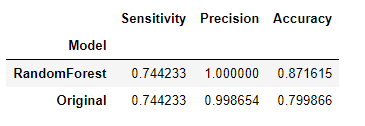 Sensitivity Precision Accuracy
Model
RandomForest 0.744233 1.000000 0.871615
Original 0.744233 0.998654 0.799866